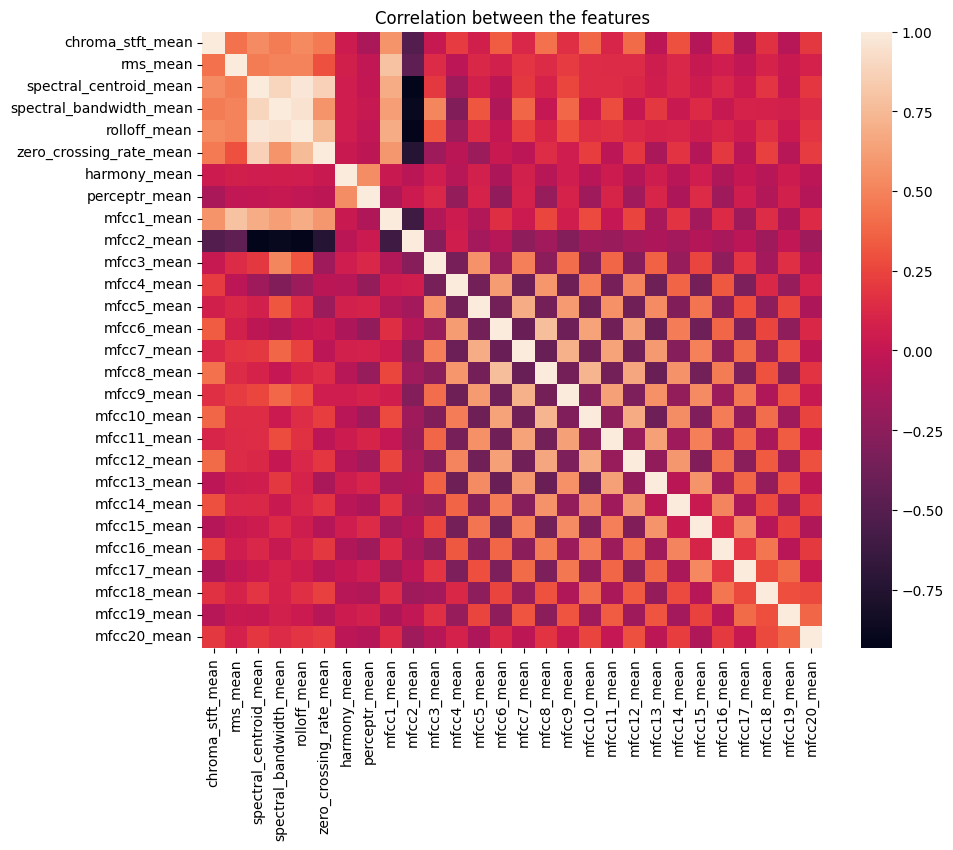 Correlation between the features
chroma_stft_mean
rms_mean
spectral_centroid_mean
spectral_bandwidth_mean
rolloff_mean
zero_crossing_rate_mean
harmony_mean
perceptr_mean
mfcc1_mean
mfcc2_mean
mfcc3_mean
mfcc4_mean
mfcc5_mean
mfcc6_mean
mfcc7_mean
mfcc8_mean
mfcc9_mean
mfcc10_mean
mfcc11_mean
mfcc12_mean
mfcc13_mean
mfcc14_mean
mfcc15_mean
mfcc16_mean
mfcc17_mean
mfcc18_mean
mfcc19_mean
mfcc20_mean
chroma_stft_mean
rms_mean
spectral_centroid_mean
spectral_bandwidth_mean
rolloff_mean
zero_crossing_rate_mean
harmony_mean
perceptr_mean
mfcc1_mean
mfcc2_mean
mfcc3_mean
mfcc4_mean
mfcc5_mean
mfcc6_mean
mfcc7_mean
mfcc8_mean
mfcc9_mean
mfcc10_mean
mfcc11_mean
mfcc12_mean
mfcc13_mean
mfcc14_mean
mfcc15_mean
mfcc16_mean
mfcc17_mean
mfcc18_mean
mfcc19_mean
mfcc20_mean
1.00
0.75
0.50
0.25
0.00
−0.25
−0.50
−0.75